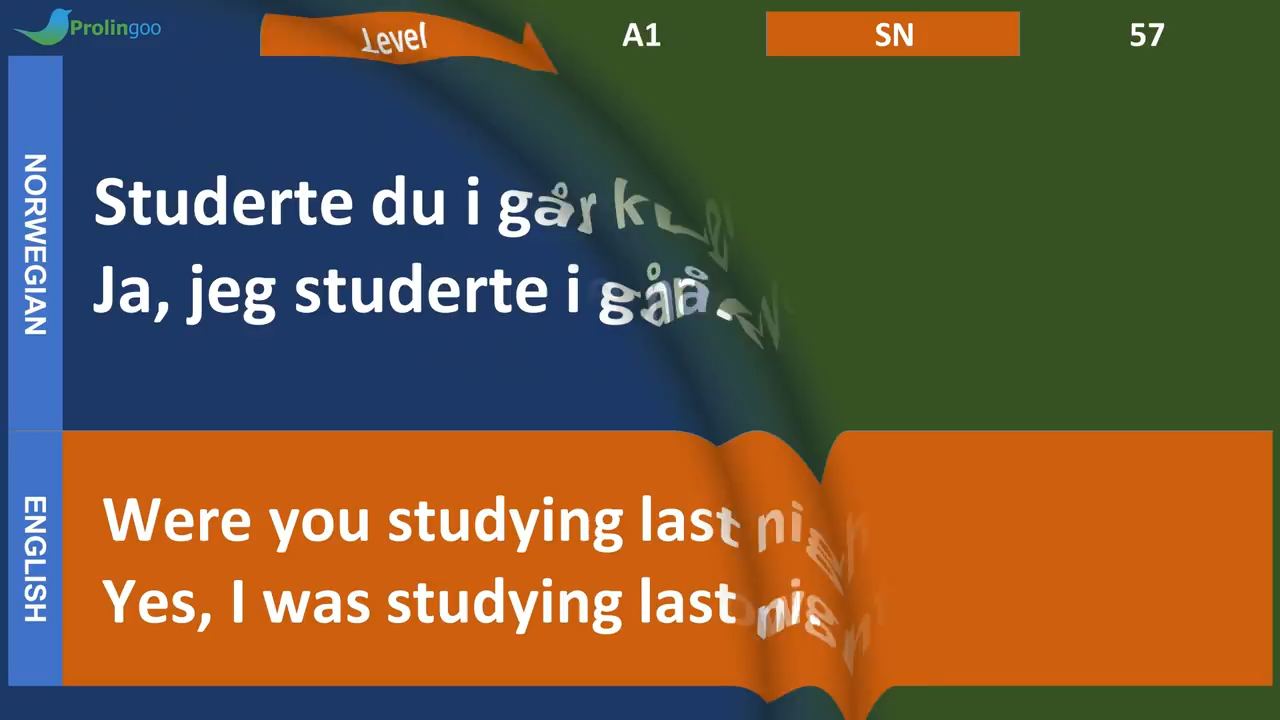 Prolingoo
Level
A1
SN
57
NORWEGIAN
Studerte du i går
Ja, jeg studerte i
ENGLISH
Were you studying last
Yes, I was studying last